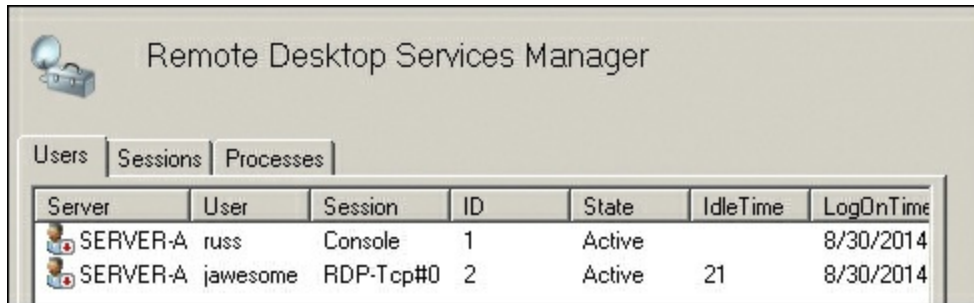 Remote Desktop Services Manager
Users Sessions Processes
Server User Session ID State IdleTime LogOnTime
SERVER-A russ Console 1 Active 8/30/2014
SERVER-A jawesome RDP-Tcp#0 2 Active 21 8/30/2014